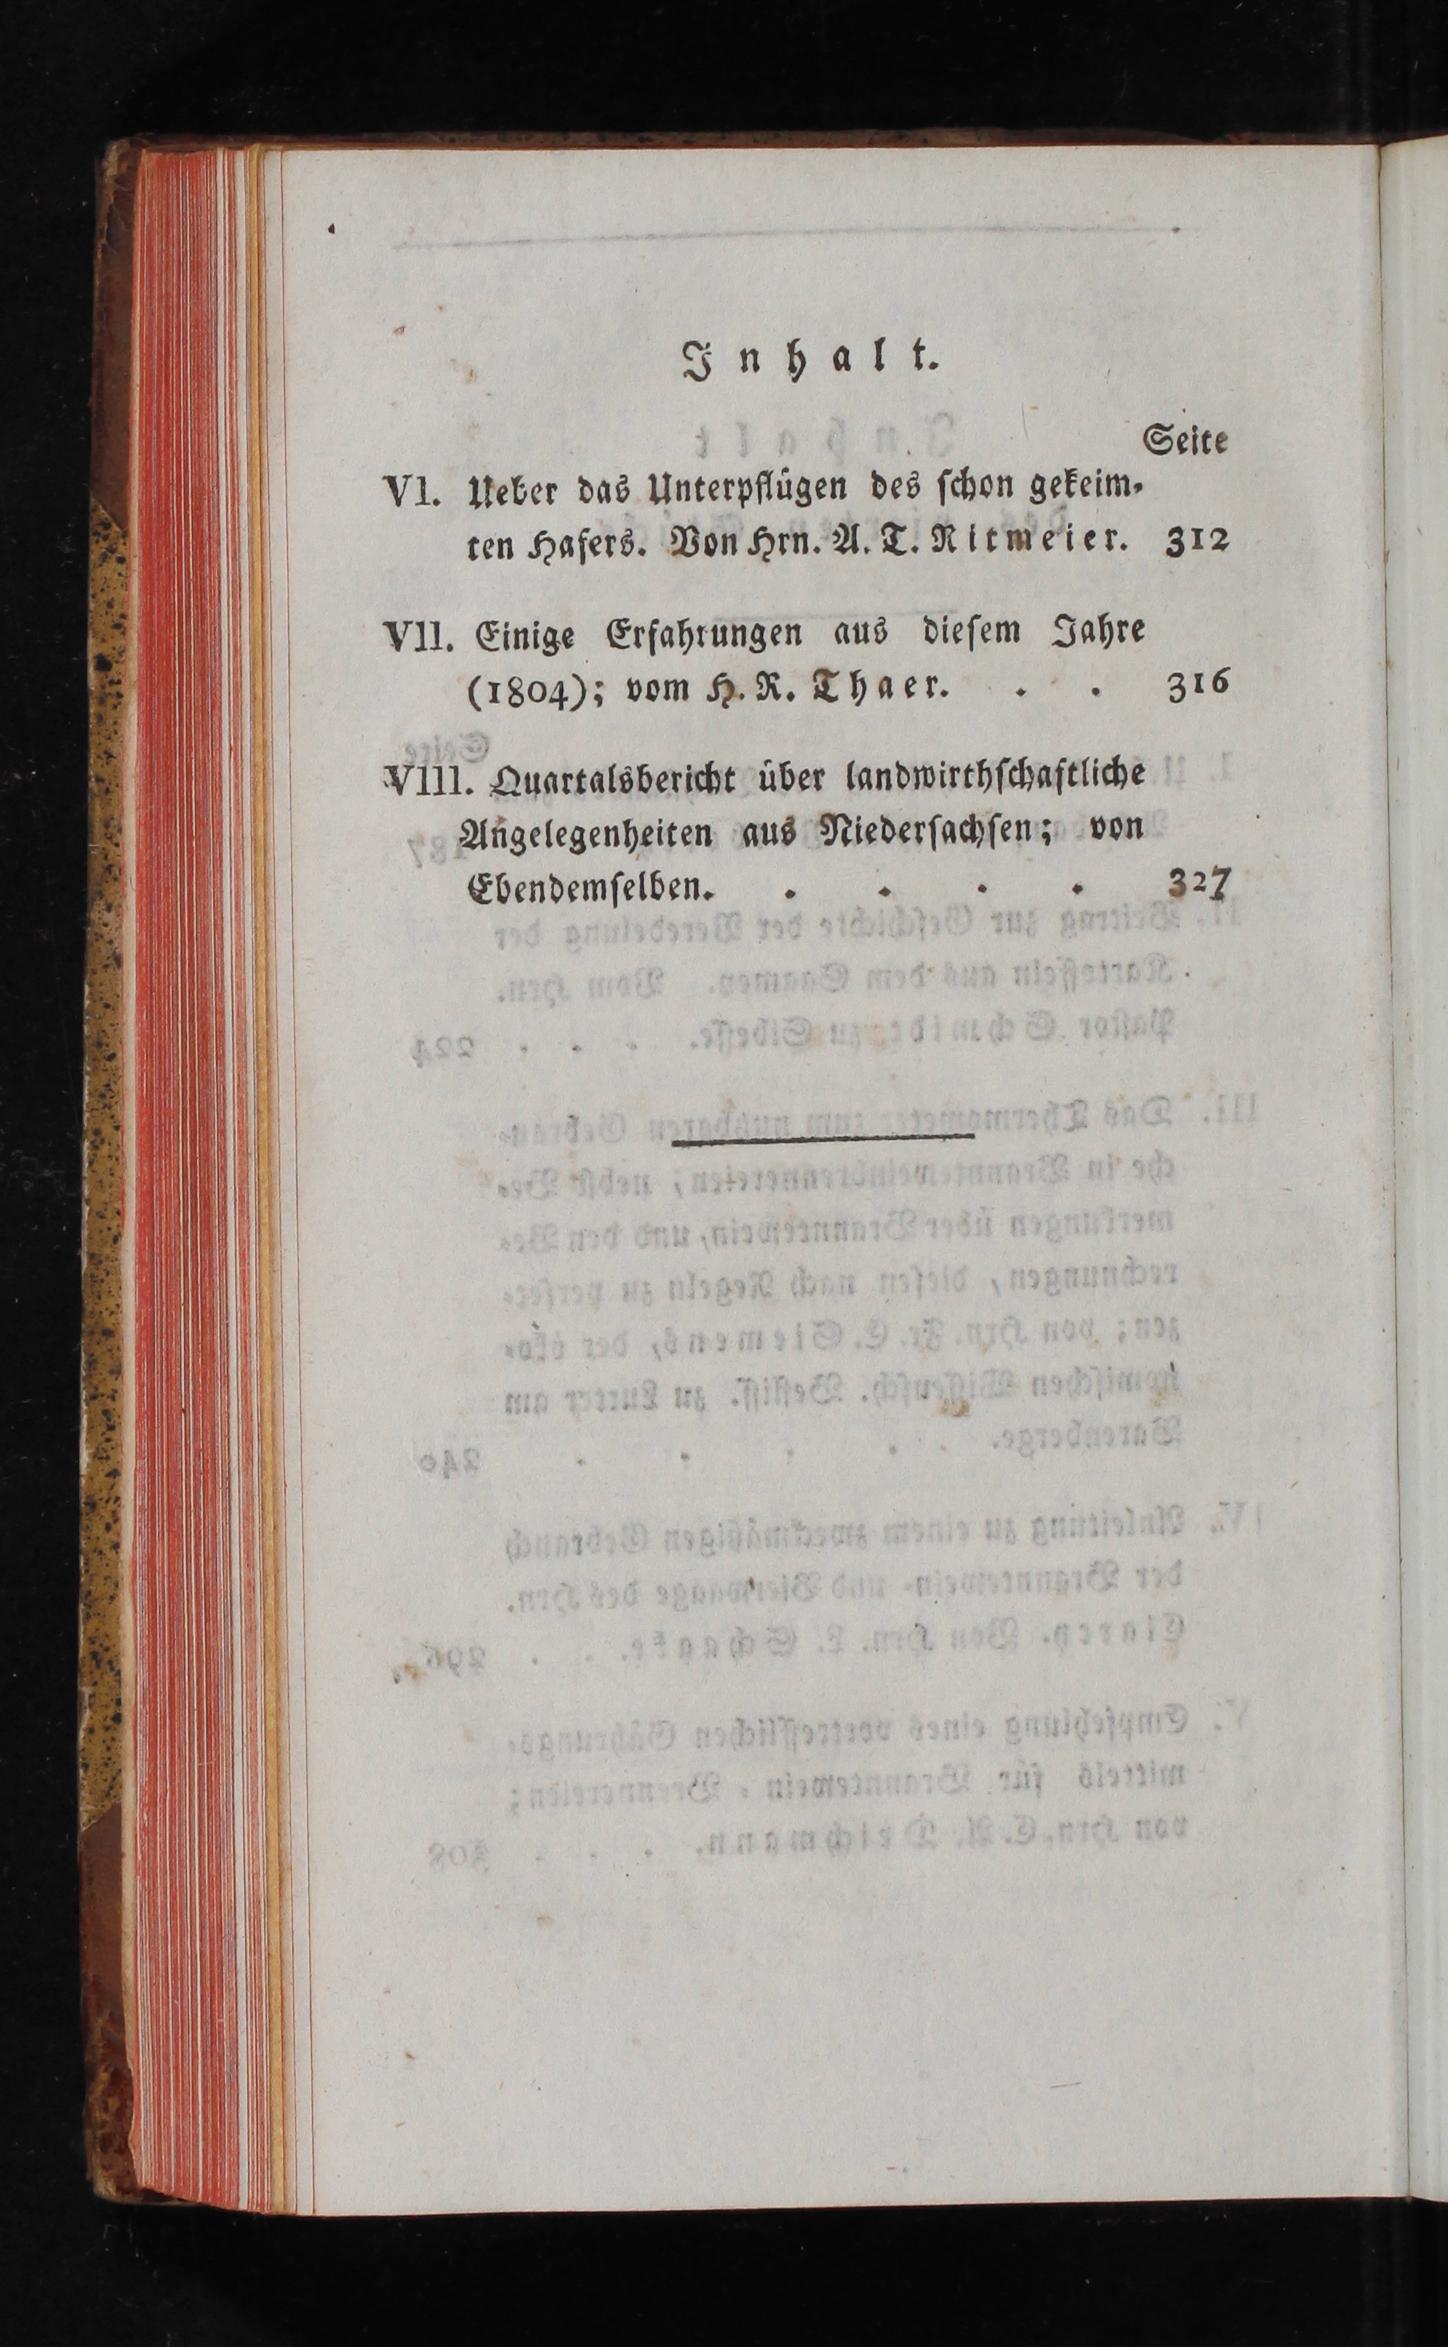 Inhalt.
Seite
VI. Ueber das Unterpflügen des ſchon gekeim-
ten Hafers. Von Hrn. A. T. Ritmeier. 312
VII. Einige Erfahrungen aus dieſem Jahre
(1804); vom H. R. Thaer. . . 316
VIII. Quartalsbericht über landwirthſchaftliche
Angelegenheiten aus Niederſachſen; von
Ebendemſelben. . . . . 327